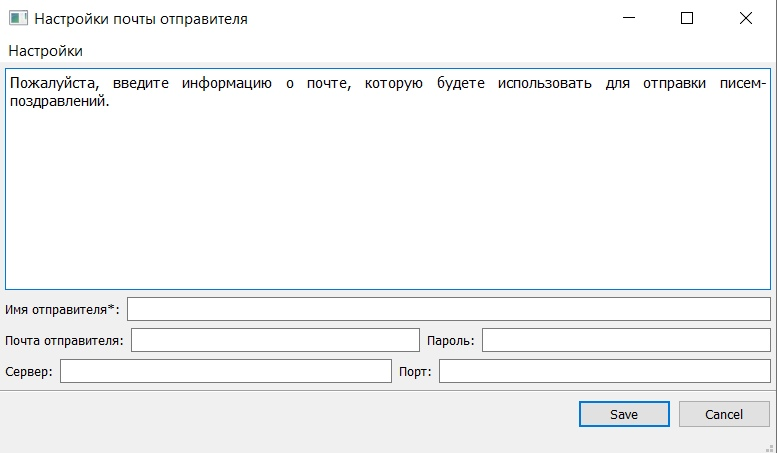 Настройки почты отправителя
Настройки
Пожалуйста, введите информацию о почте, которую будете использовать для отправки писем-
поздравлений.
Имя отправителя*:
Почта отправителя: Пароль:
Сервер: Порт:
Save Cancel